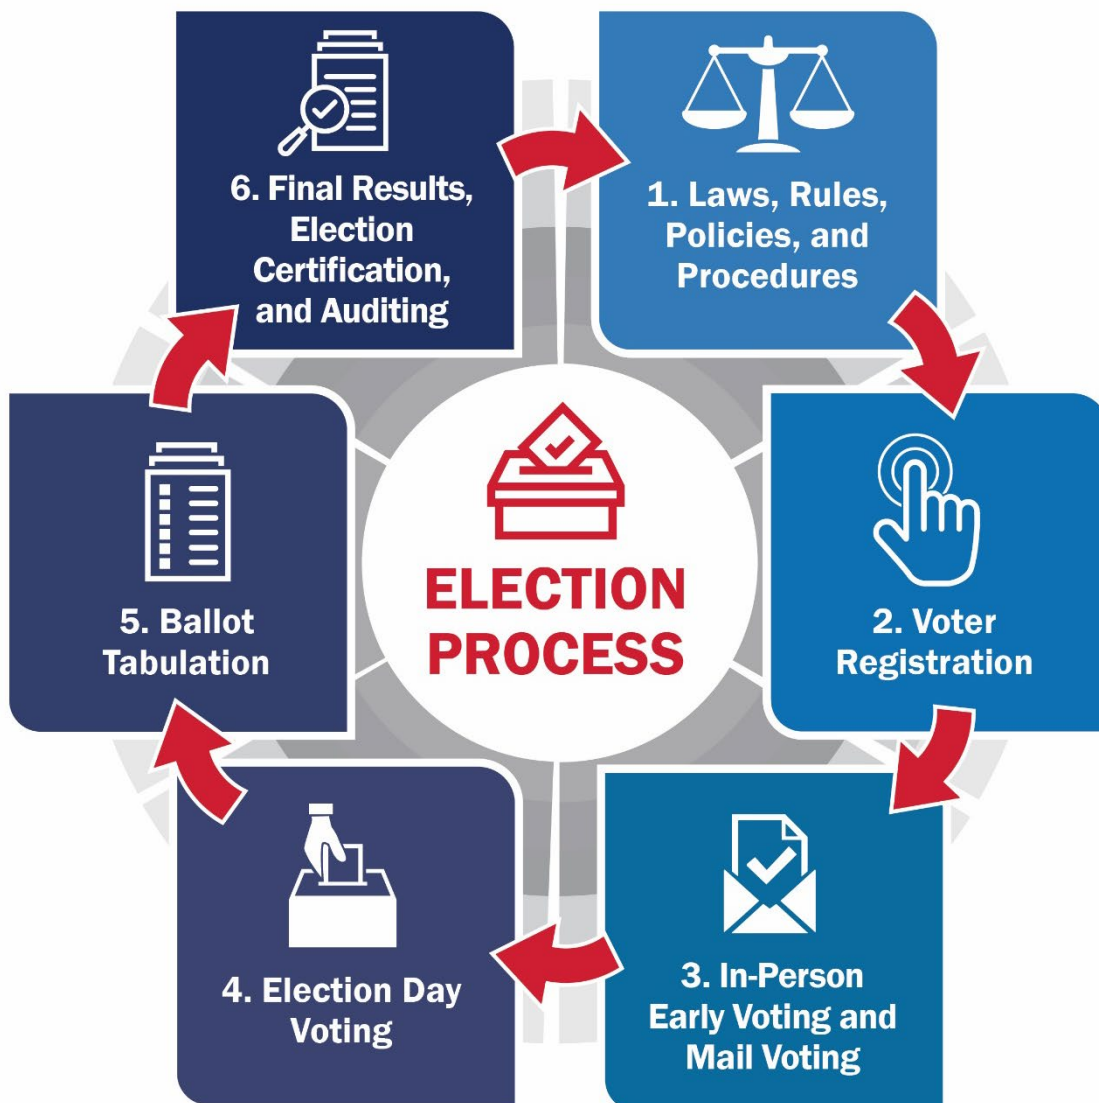 ELECTION
PROCESS
1. Laws, Rules,
Policies, and
Procedures
2. Voter
Registration
3. In-Person
Early Voting and
Mail Voting
4. Election Day
Voting
5. Ballot
Tabulation
6. Final Results,
Election
Certification,
and Auditing